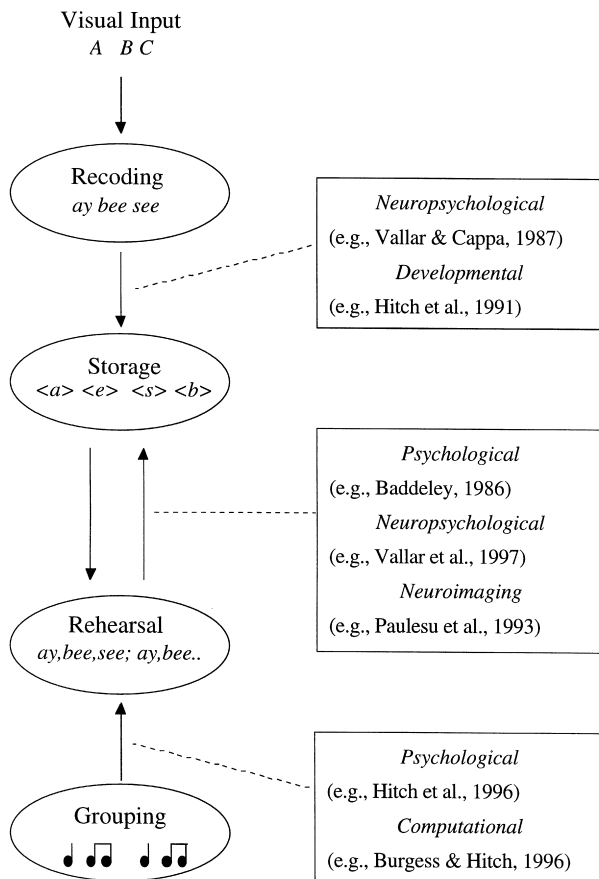 Visual Input
A B C
Recoding
ay bee see
Neuropsychological
(e.g., Vallar & Cappa, 1987)
Developmental
(e.g., Hitch et al., 1991)
Storage
<a> <e> <s> <b>
Psychological
(e.g., Baddeley, 1986)
Neuropsychological
(e.g., Vallar et al., 1997)
Neuroimaging
(e.g., Paulesu et al., 1993)
Rehearsal
ay,bee,see; ay,bee..
Psychological
(e.g., Hitch et al., 1996)
Computational
(e.g., Burgess & Hitch, 1996)
Grouping